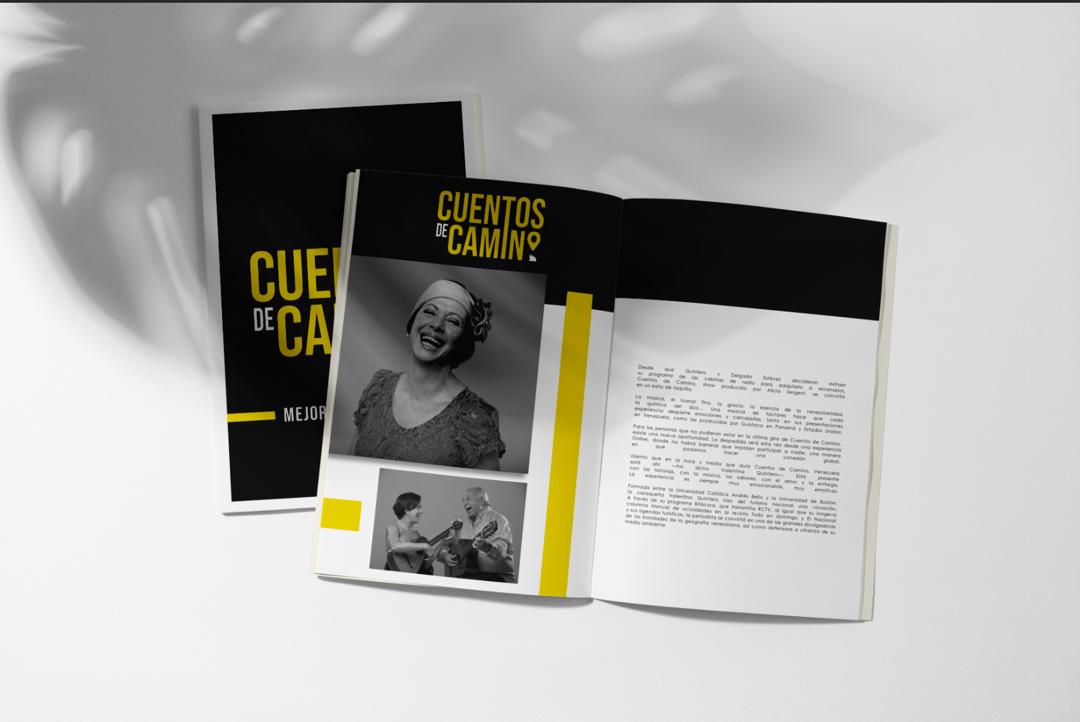 CUEN
DE CA
MEJOR
CUENTOS
DE CAMINO
Desde que Quintero y Delgado Estévez decidieron extraer
su programa de las cabinas de radio para adaptarlo a escenarios,
Cuentos de Camino, show producido por Alicia Sergent, se convirtió
en un éxito de taquilla.
La música, el humor fino, la gracia, la esencia de la venezolanidad,
la química del dúo... Una mezcla de factores hace que cada
experiencia despierte emociones y carcajadas, tanto en sus presentaciones
en Venezuela, como las producidas por Guataca en Panamá y Estados Unidos.
Para las personas que no pudieron estar en la última gira de Cuentos de Camino,
existe una nueva oportunidad. La despedida será esta vez desde una experiencia
Online, donde no habrá barreras que impidan participar a nadie, una manera
en que podamos hacer una conexión global.
«Siento que en la hora y media que dura Cuentos de Camino, Venezuela
está ahí —ha dicho Valentina Quintero—. Está presente
con las historias, con la música, los sabores, con el amor y la entrega.
La experiencia es siempre muy emocionante, muy emotiva».
Formada entre la Universidad Católica Andrés Bello y la Universidad de Boston,
la caraqueña Valentina Quintero hizo del turismo nacional una vocación.
A través de su programa Bitácora, que transmitía RCTV, al igual que su longeva
columna Manual de ociosidades en la revista Todo en domingo y El Nacional
y sus agendas turísticas, la periodista se convirtió en una de las grandes divulgadoras
de las bondades de la geografía venezolana, así como defensora a ultranza de su
medio ambiente